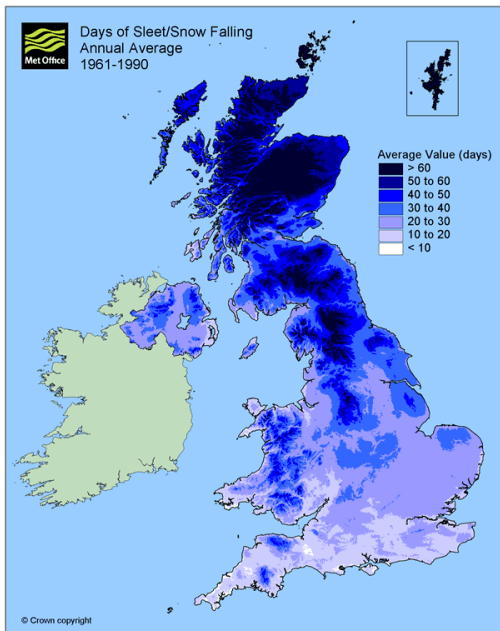 Met Office
Days of Sleet/Snow Falling
Annual Average
1961-1990
Average Value (days)
> 60
50 to 60
40 to 50
30 to 40
20 to 30
10 to 20
< 10
© Crown copyright